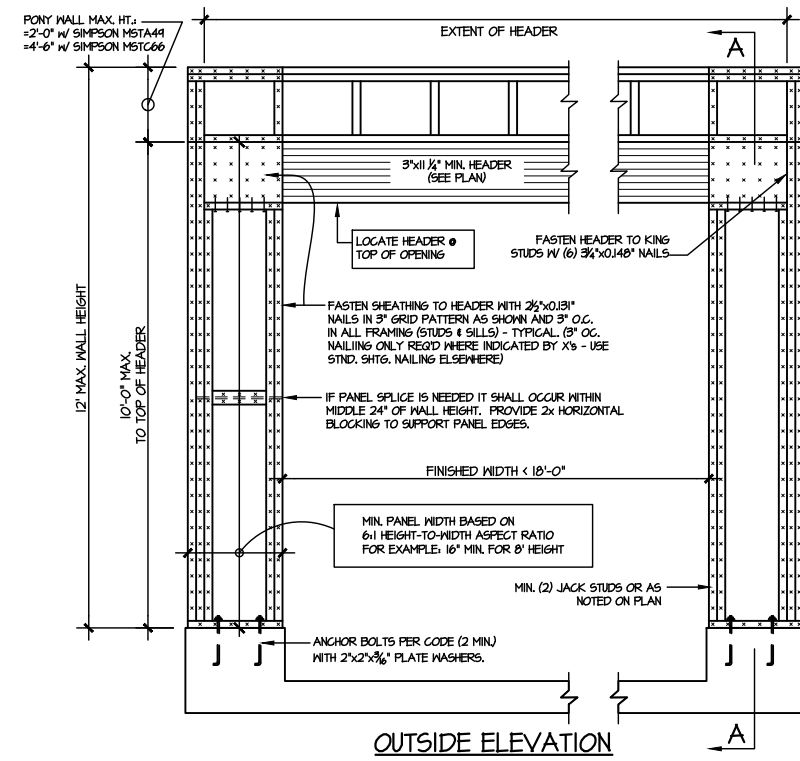 PONY WALL MAX. HT.:
=2'-0" W/ SIMPSON MSTA49
=4'-6" W/ SIMPSON MSTC66
EXTENT OF HEADER
A
3"x11 1/4" MIN. HEADER
(SEE PLAN)
LOCATE HEADER @
TOP OF OPENING
FASTEN HEADER TO KING
STUDS W/ (6) 3 1/4"x0.148" NAILS
FASTEN SHEATHING TO HEADER WITH 2 1/2"x0.131"
NAILS IN 3" GRID PATTERN AS SHOWN AND 3" O.C.
IN ALL FRAMING (STUDS & SILLS) - TYPICAL. (3" OC.
NAILIING ONLY REQ'D WHERE INDICATED BY X's - USE
STND. SHTG. NAILING ELSEWHERE)
12' MAX. WALL HEIGHT
10'-0" MAX.
TO TOP OF HEADER
IF PANEL SPLICE IS NEEDED IT SHALL OCCUR WITHIN
MIDDLE 24" OF WALL HEIGHT. PROVIDE 2x HORIZONTAL
BLOCKING TO SUPPORT PANEL EDGES.
FINISHED WIDTH < 18'-0"
MIN. PANEL WIDTH BASED ON
6:1 HEIGHT-TO-WIDTH ASPECT RATIO
FOR EXAMPLE: 16" MIN. FOR 8' HEIGHT
MIN. (2) JACK STUDS OR AS
NOTED ON PLAN
ANCHOR BOLTS PER CODE (2 MIN.)
WITH 2"x2"x3/16" PLATE WASHERS.
A
OUTSIDE ELEVATION